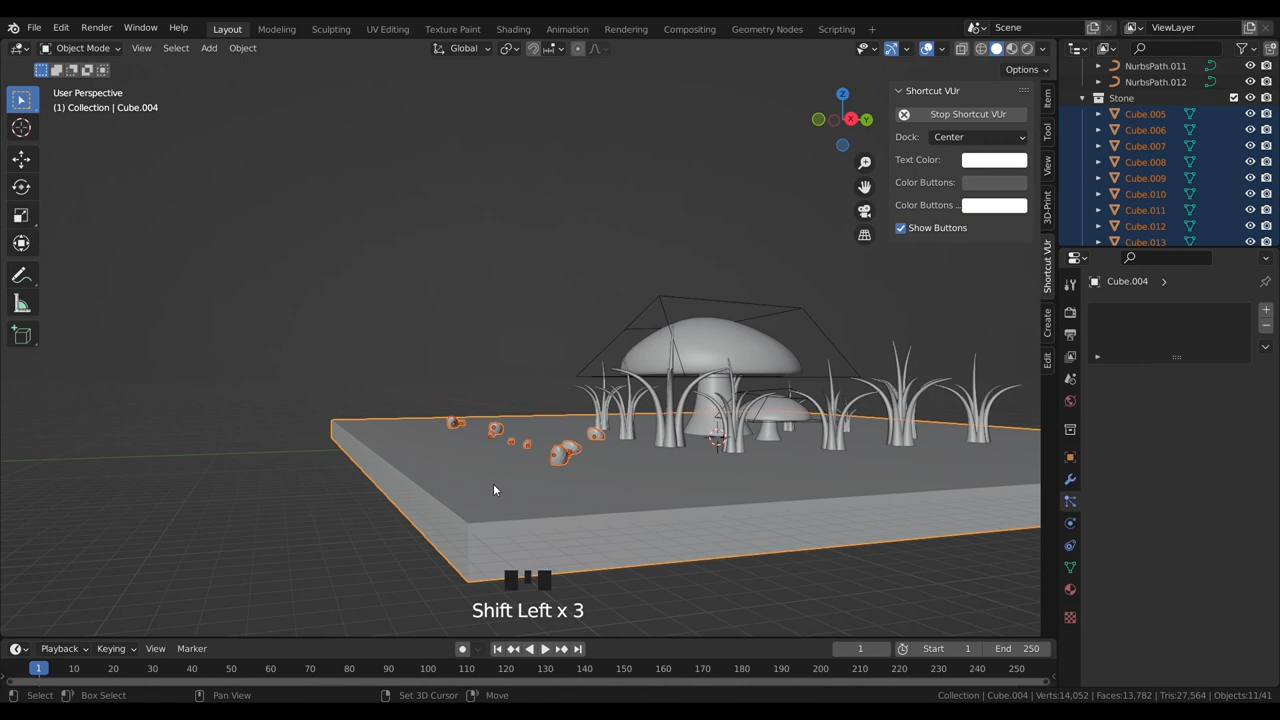 File Edit Render Window Help Layout Modeling Sculpting UV Editing Texture Paint Shading Animation Rendering Compositing Geometry Nodes Scripting + Scene ViewLayer
Object Mode View Select Add Object Global
Options
User Perspective
(1) Collection | Cube.004
Z
X
Y
Shortcut VUr
Stop Shortcut VUr
Dock: Center
Text Color:
Color Buttons:
Color Buttons ...
Show Buttons
Item
Tool
View
3D-Print
Shortcut VUr
Create
Edit
NurbsPath.011
NurbsPath.012
Stone
Cube.005
Cube.006
Cube.007
Cube.008
Cube.009
Cube.010
Cube.011
Cube.012
Cube.013
Cube.004
Shift Left x 3
Playback Keying View Marker 1 Start 1 End 250
1 10 20 30 40 50 60 70 80 90 100 110 120 130 140 150 160 170 180 190 200 210 220 230 240 250
Select Box Select Pan View Set 3D Cursor Move Collection | Cube.004 | Verts:14,052 | Faces:13,782 | Tris:27,564 | Objects:11/41